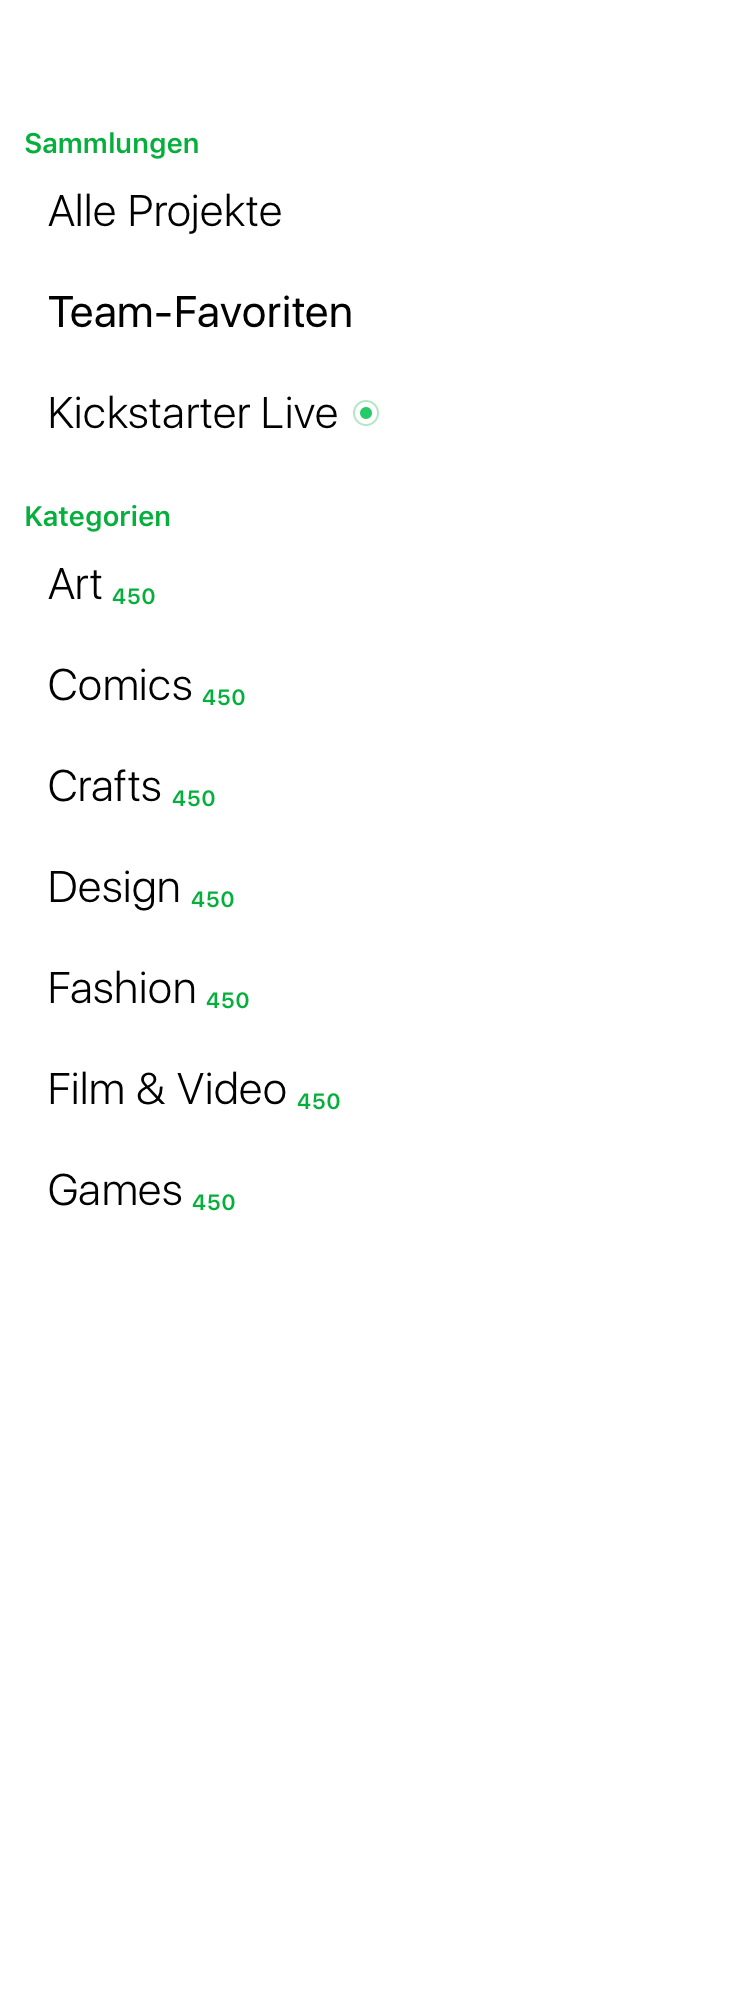 Sammlungen
Alle Projekte
Team-Favoriten
Kickstarter Live
Kategorien
Art 450
Comics 450
Crafts 450
Design 450
Fashion 450
Film & Video 450
Games 450